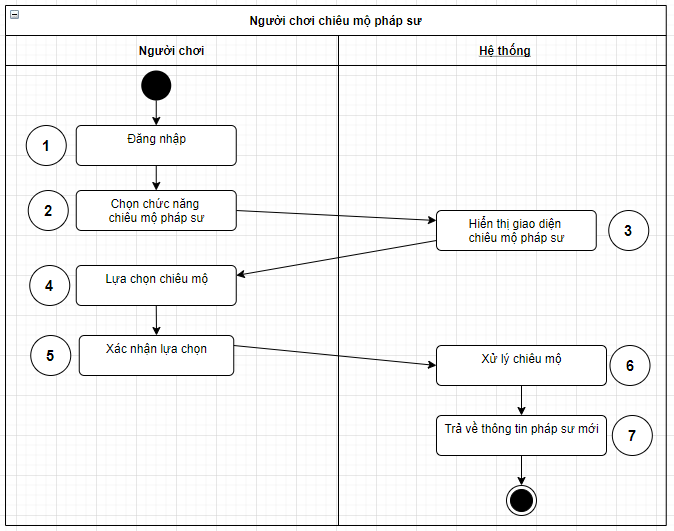 Người chơi chiêu mộ pháp sư
Người chơi
Hệ thống
1
Đăng nhập
2
Chọn chức năng
chiêu mộ pháp sư
Hiển thị giao diện
chiêu mộ pháp sư
3
4
Lựa chọn chiêu mộ
5
Xác nhân lựa chọn
Xử lý chiêu mộ
6
Trả về thông tin pháp sư mới
7